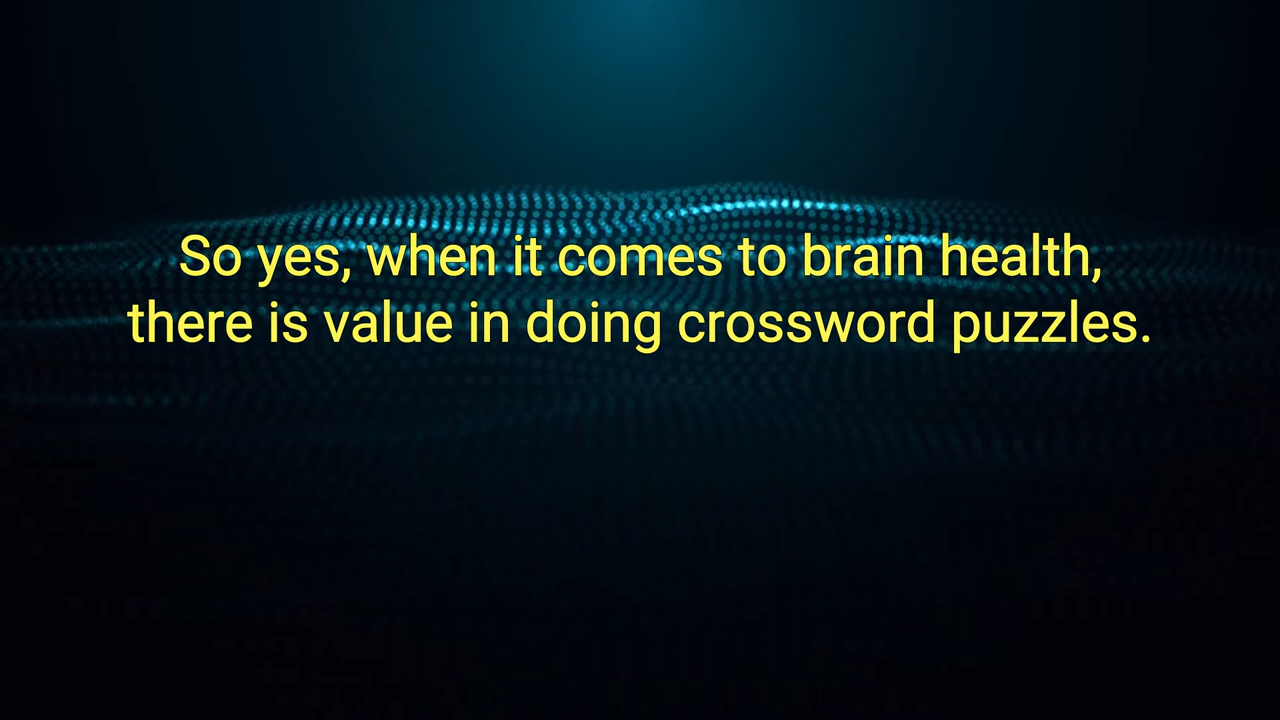 So yes, when it comes to brain health,
there is value in doing crossword puzzles.